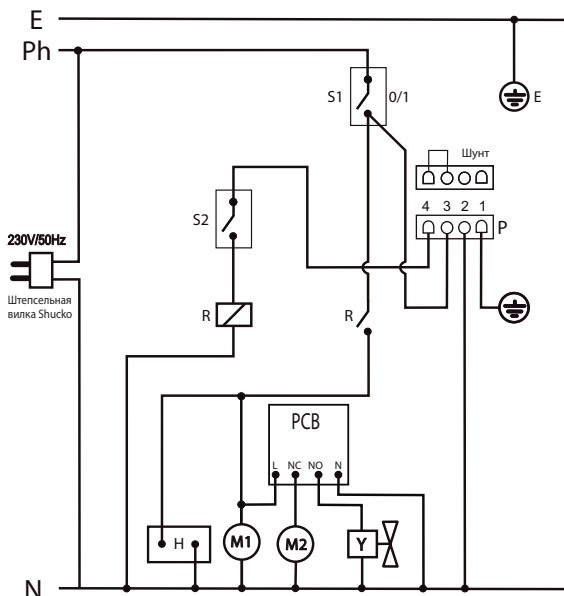 E
Ph
S1 0/1
E
Шунт
4 3 2 1
P
S2
230V/50Hz
Штепсельная
вилка Shucko
R
R
PCB
L NC NO N
H
M1
M2
Y
N